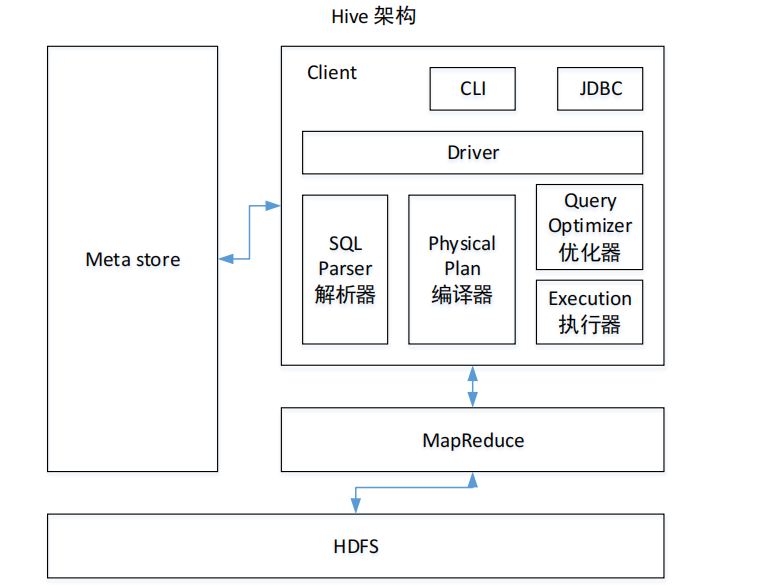 Hive 架构
Client
CLI
JDBC
Driver
Meta store
SQL
Parser
解析器
Physical
Plan
编译器
Query
Optimizer
优化器
Execution
执行器
MapReduce
HDFS